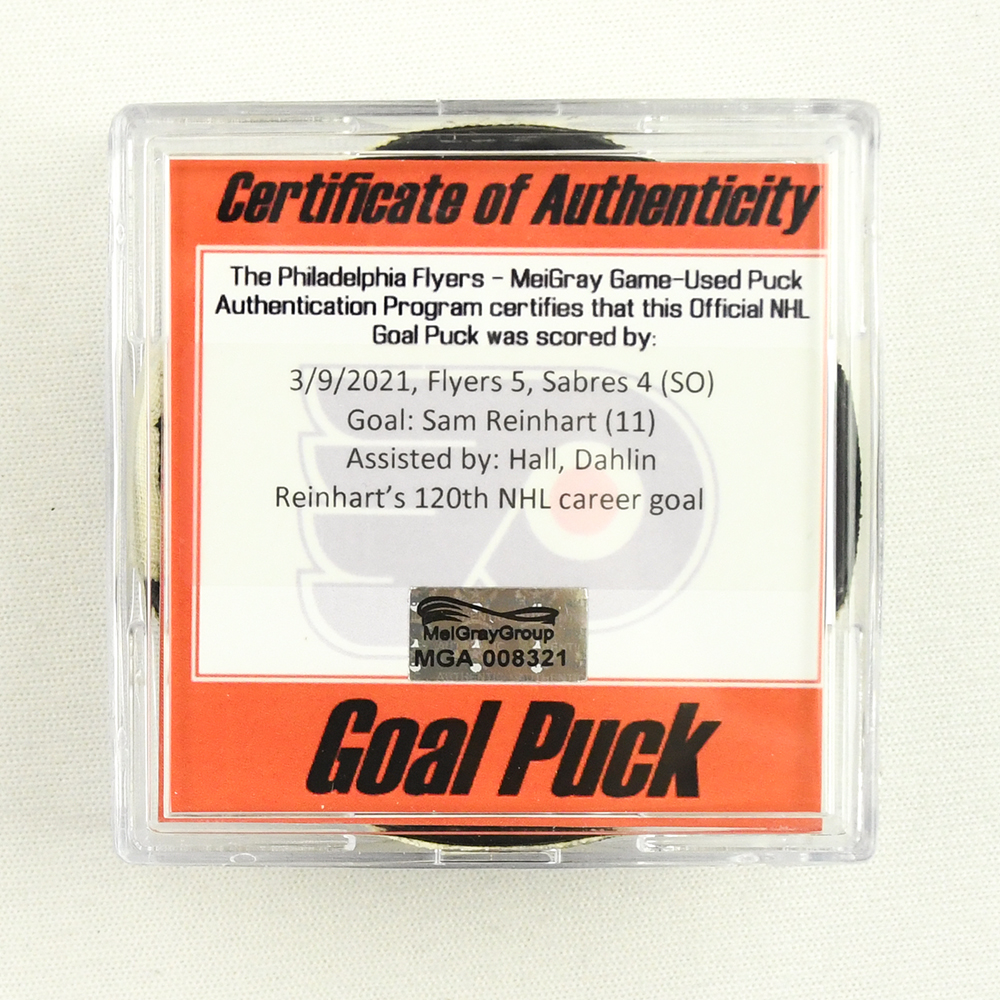 Certificate of Authenticity
The Philadelphia Flyers - MeiGray Game-Used Puck
Authentication Program certifies that this Official NHL
Goal Puck was scored by:
3/9/2021, Flyers 5, Sabres 4 (SO)
Goal: Sam Reinhart (11)
Assisted by: Hall, Dahlin
Reinhart's 120th NHL career goal
MeiGrayGroup
MGA 008321
Goal Puck